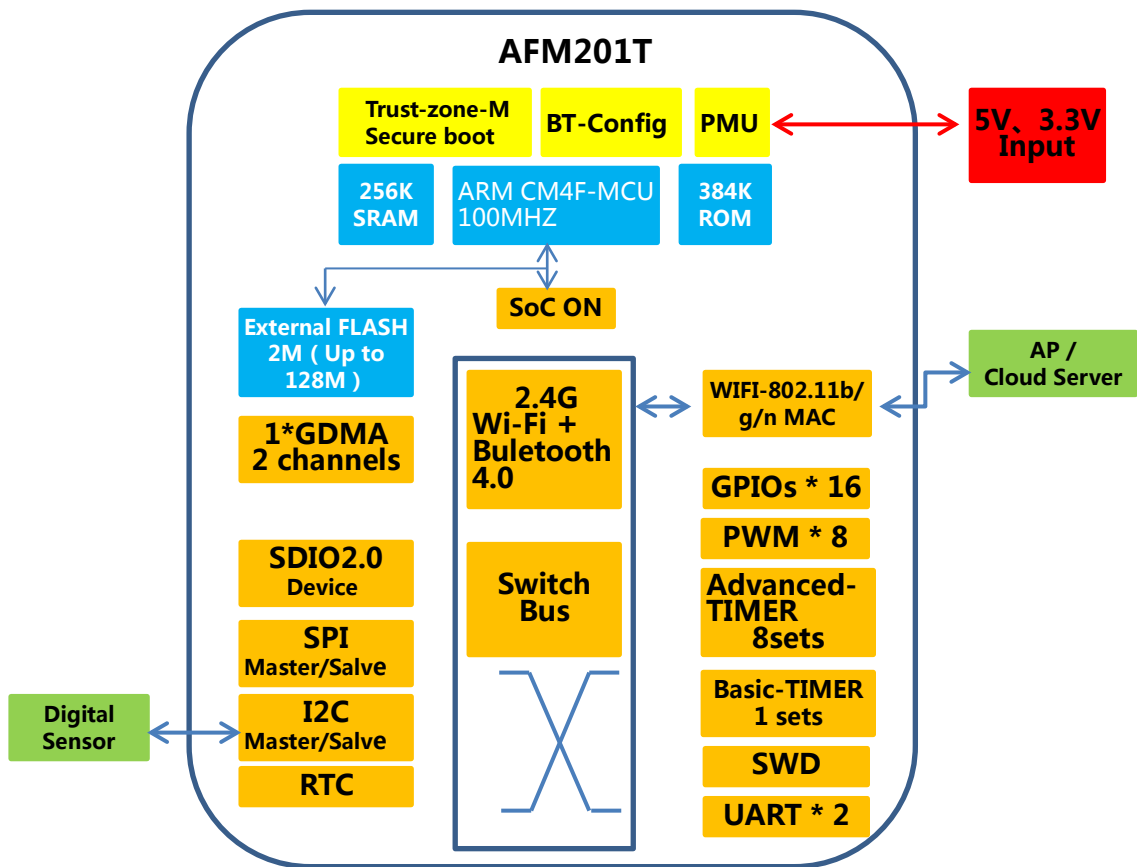 AFM201T
Trust-zone-M
Secure boot
BT-Config
PMU
5V、3.3V
Input
256K
SRAM
ARM CM4F-MCU
100MHZ
384K
ROM
SoC ON
External FLASH
2M（Up to
128M）
AP /
Cloud Server
2.4G
Wi-Fi +
Buletooth
4.0
WIFI-802.11b/
g/n MAC
1*GDMA
2 channels
GPIOs * 16
PWM * 8
SDIO2.0
Device
Switch
Bus
Advanced-
TIMER
8sets
SPI
Master/Salve
Digital
Sensor
I2C
Master/Salve
Basic-TIMER
1 sets
RTC
SWD
UART * 2